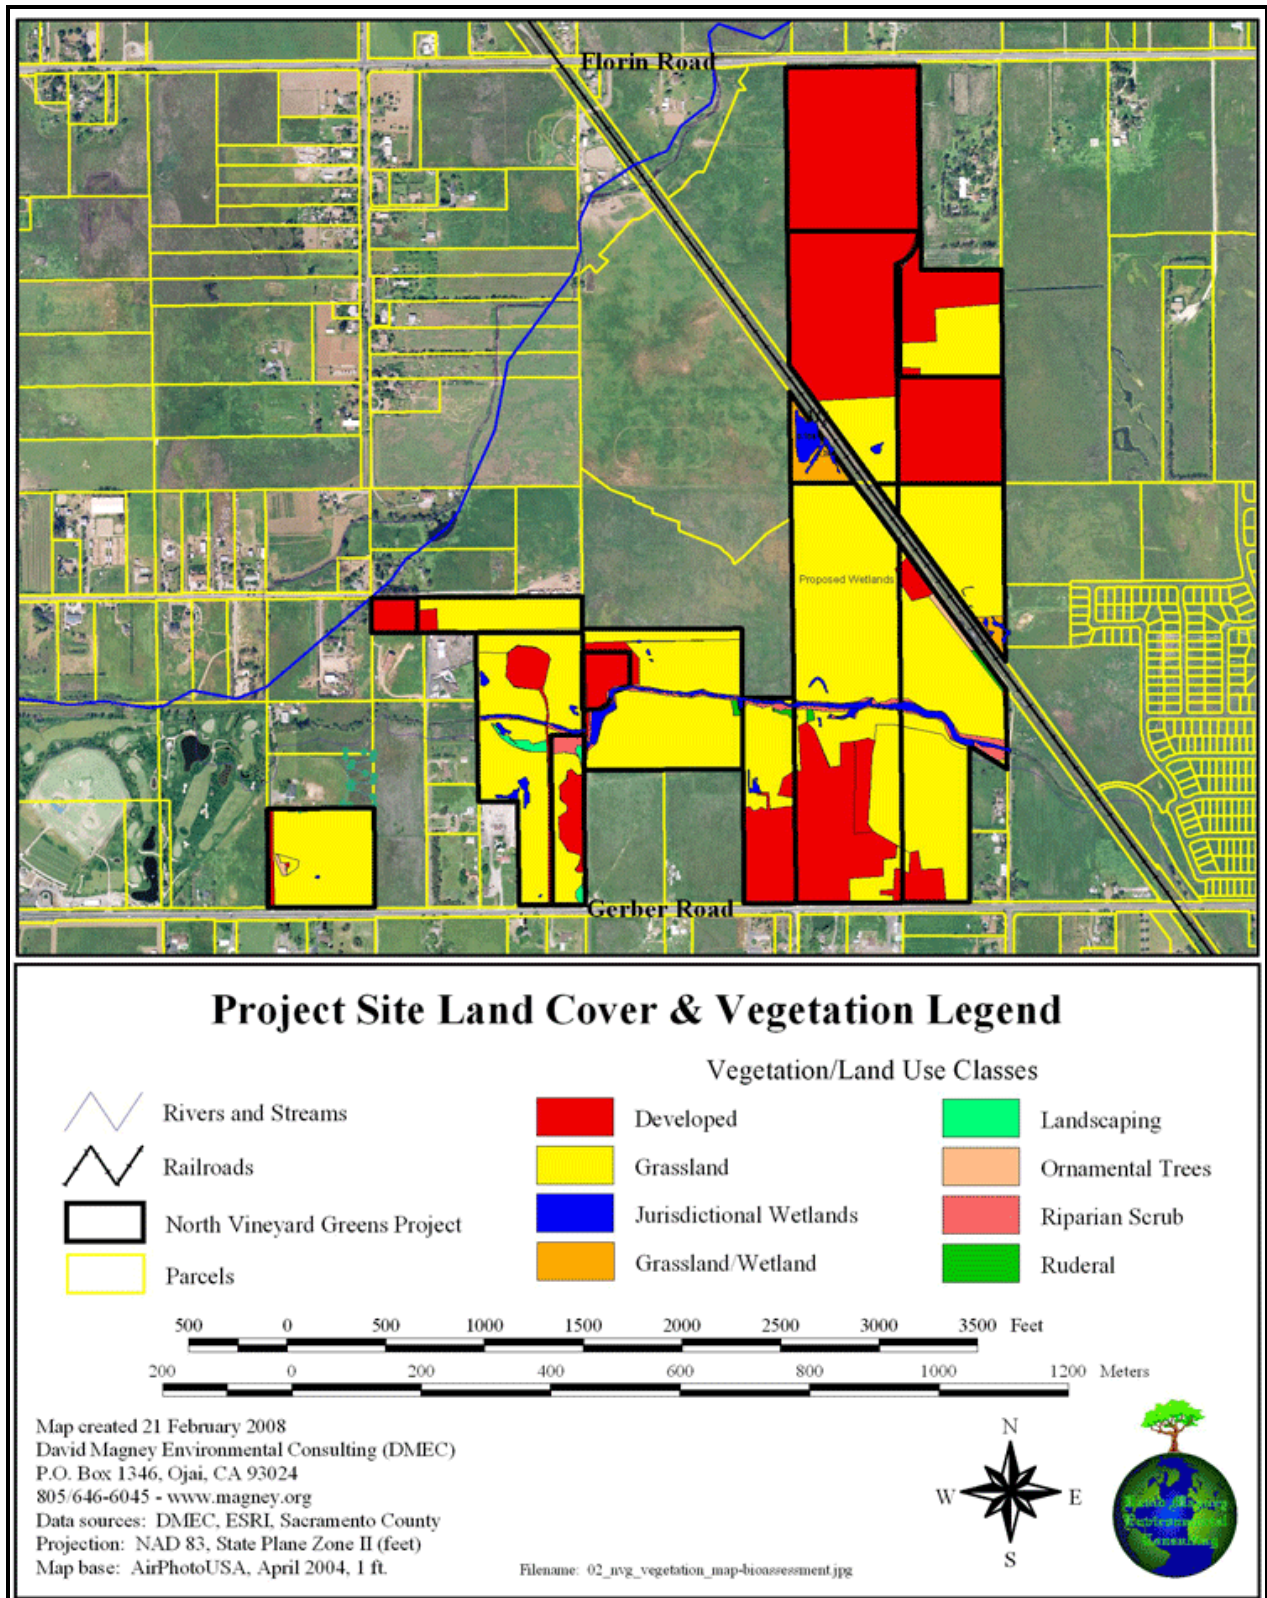 Florin Road
Proposed Wetlands
Gerber Road
Project Site Land Cover & Vegetation Legend
Vegetation/Land Use Classes
Rivers and Streams
Railroads
North Vineyard Greens Project
Parcels
Developed
Grassland
Jurisdictional Wetlands
Grassland/Wetland
Landscaping
Ornamental Trees
Riparian Scrub
Ruderal
500 0 500 1000 1500 2000 2500 3000 3500 Feet
200 0 200 400 600 800 1000 1200 Meters
Map created 21 February 2008
David Magney Environmental Consulting (DMEC)
P.O. Box 1346, Ojai, CA 93024
805/646-6045 - www.magney.org
Data sources: DMEC, ESRI, Sacramento County
Projection: NAD 83, State Plane Zone II (feet)
Map base: AirPhotoUSA, April 2004, 1 ft.
Filename: 02_nvg_vegetation_map-bioassessment.jpg
N
W E
S
David Magney
Environmental
Consulting